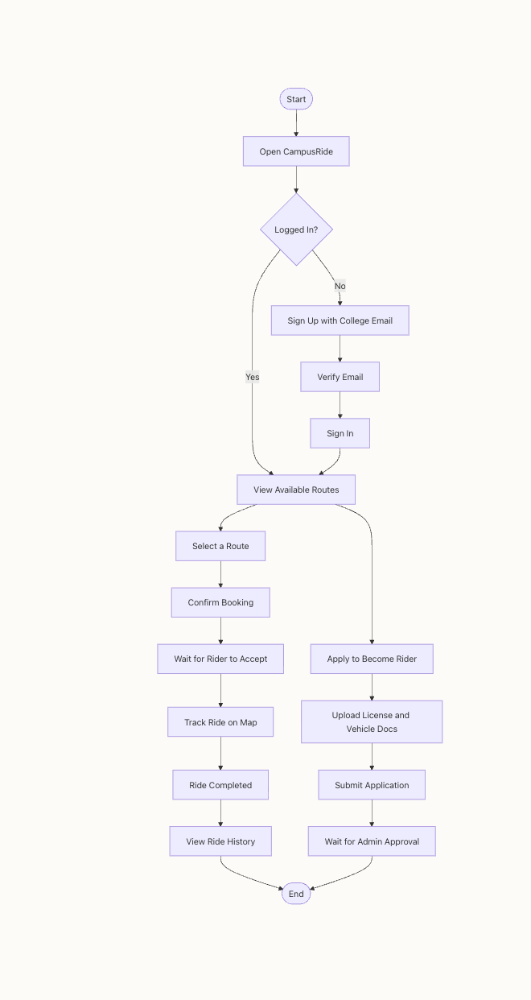 Start
Open CampusRide
Logged In?
No
Sign Up with College Email
Yes
Verify Email
Sign In
View Available Routes
Select a Route
Confirm Booking
Wait for Rider to Accept
Apply to Become Rider
Track Ride on Map
Upload License and
Vehicle Docs
Ride Completed
Submit Application
View Ride History
Wait for Admin Approval
End